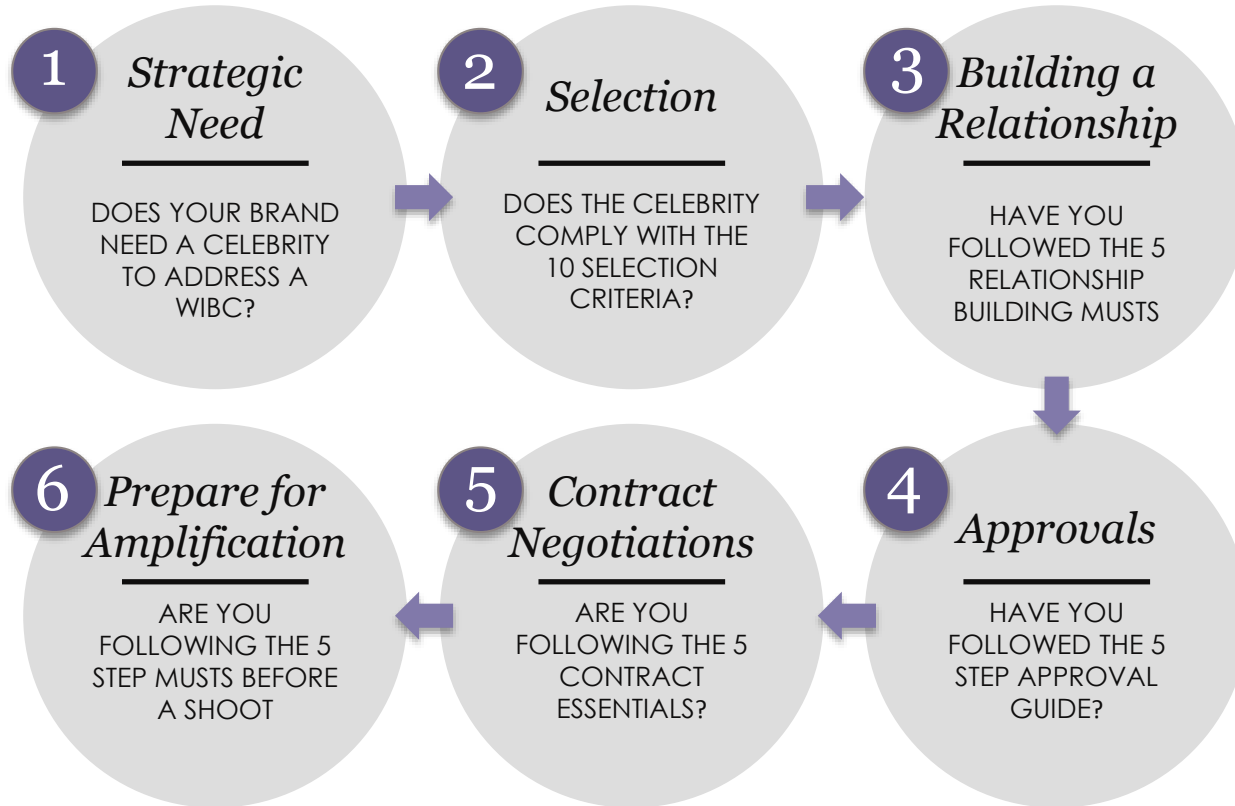 1
Strategic
Need
DOES YOUR BRAND
NEED A CELEBRITY
TO ADDRESS A
WIBC?
2
Selection
DOES THE CELEBRITY
COMPLY WITH THE
10 SELECTION
CRITERIA?
3
Building a
Relationship
HAVE YOU
FOLLOWED THE 5
RELATIONSHIP
BUILDING MUSTS
4
Approvals
HAVE YOU
FOLLOWED THE 5
STEP APPROVAL
GUIDE?
5
Contract
Negotiations
ARE YOU
FOLLOWING THE 5
CONTRACT
ESSENTIALS?
6
Prepare for
Amplification
ARE YOU
FOLLOWING THE 5
STEP MUSTS BEFORE
A SHOOT